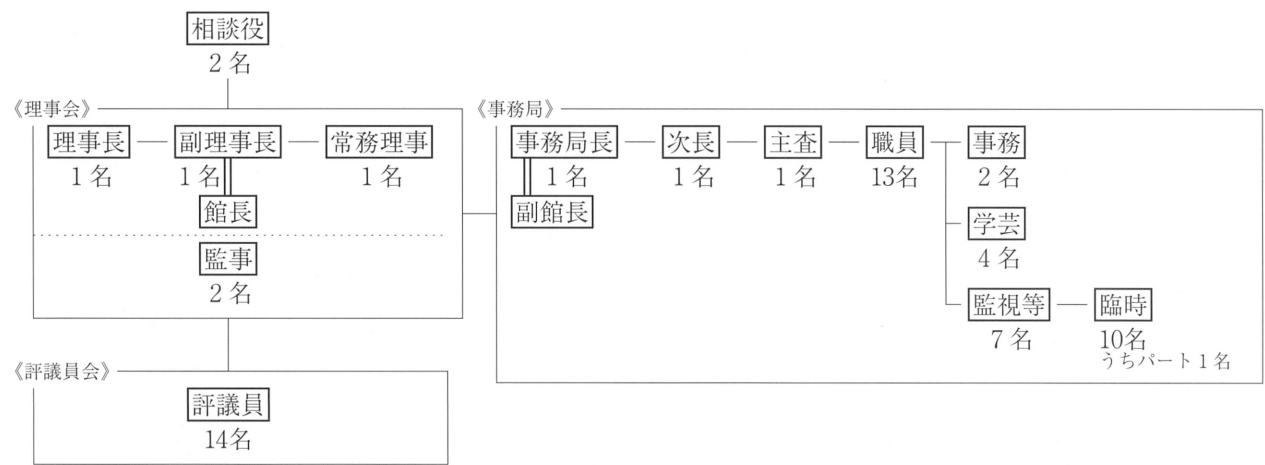 相談役
2名
《理事会》
理事長
1名
副理事長
1名
常務理事
1名
館長
監事
2名
《評議員会》
評議員
14名
《事務局》
事務局長
1名
副館長
次長
1名
主査
1名
職員
13名
事務
2名
学芸
4名
監視等
7名
臨時
10名
うちパート1名